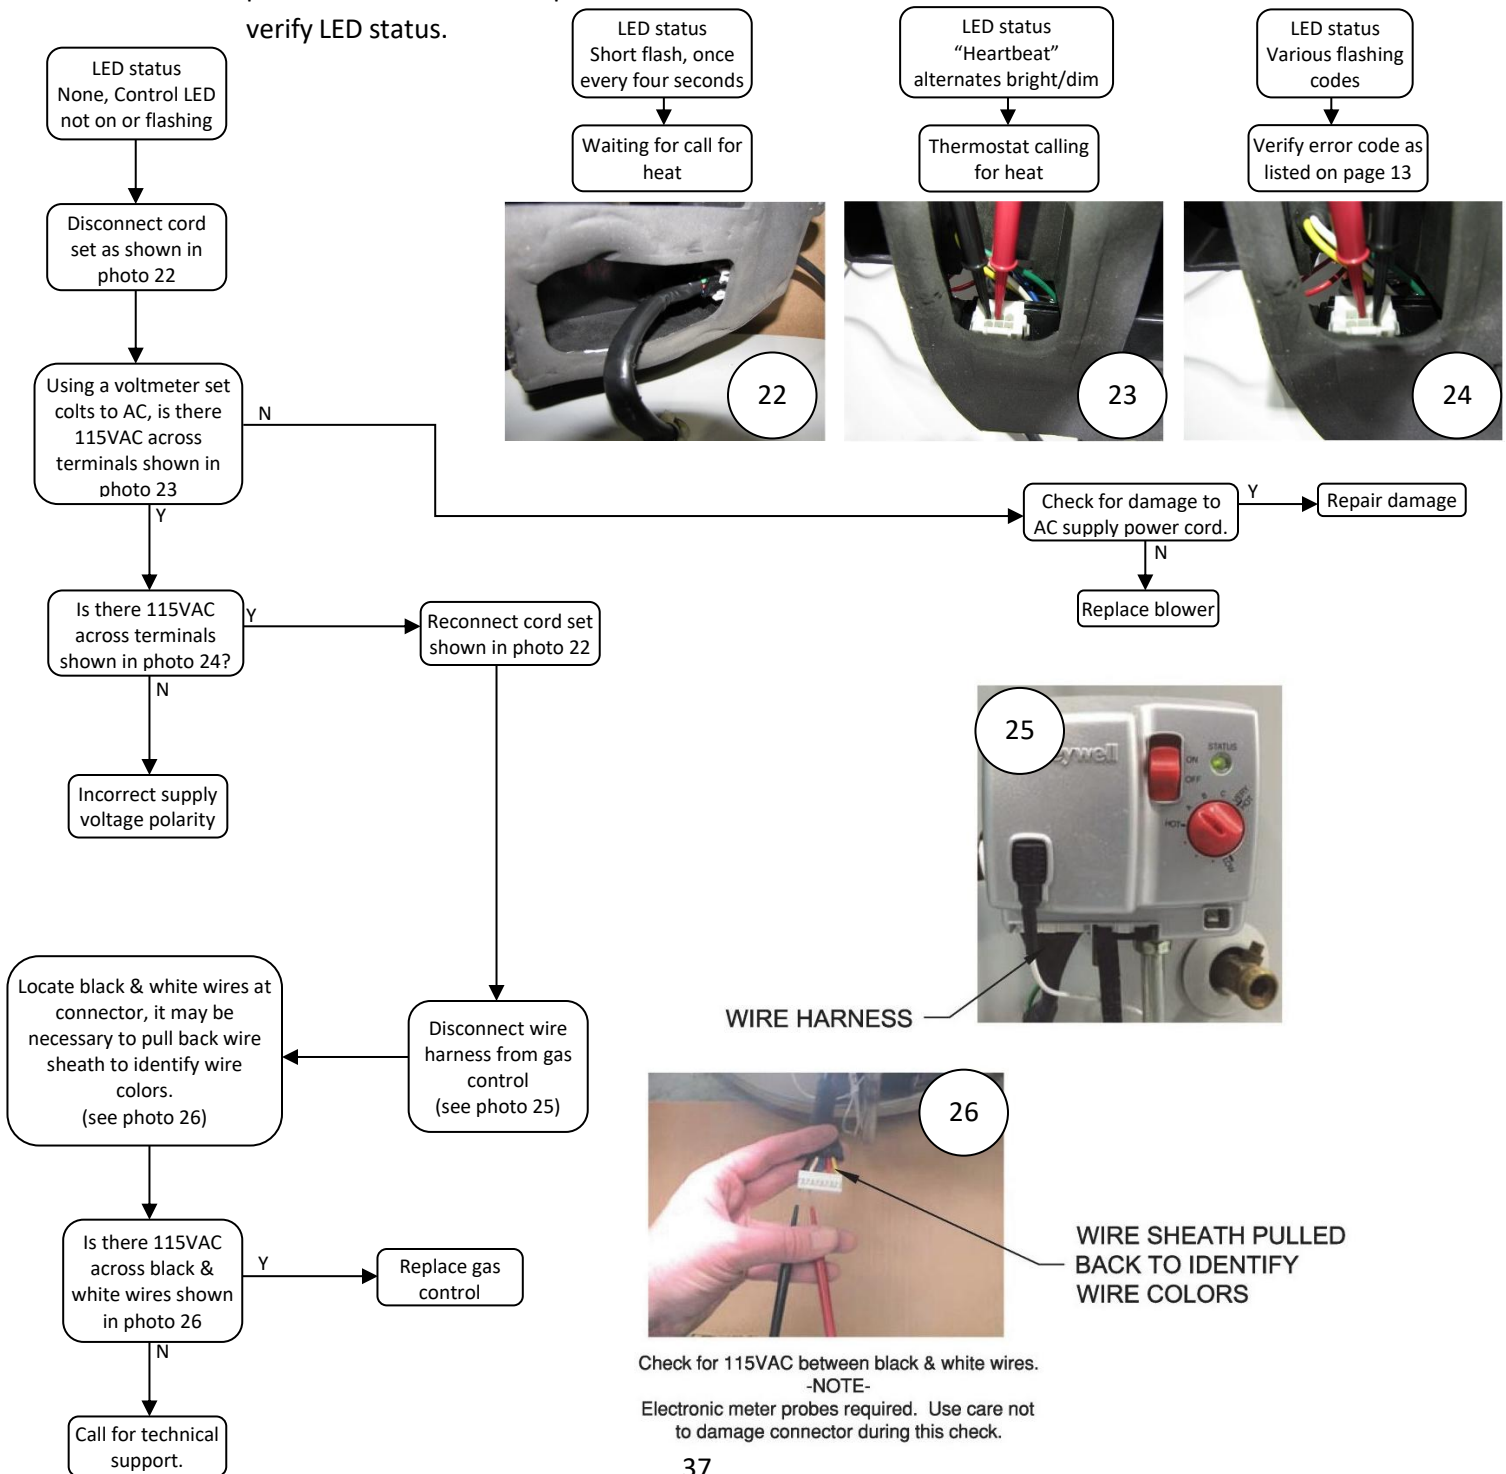 verify LED status.
LED status
None, Control LED
not on or flashing
LED status
Short flash, once
every four seconds
LED status
“Heartbeat”
alternates bright/dim
LED status
Various flashing
codes
Waiting for call for
heat
Thermostat calling
for heat
Verify error code as
listed on page 13
Disconnect cord
set as shown in
photo 22
22
23
24
Using a voltmeter set
colts to AC, is there
115VAC across
terminals shown in
photo 23
N
Y
Check for damage to
AC supply power cord.
Y
Repair damage
N
Replace blower
Is there 115VAC
across terminals
shown in photo 24?
Y
N
Reconnect cord set
shown in photo 22
Incorrect supply
voltage polarity
25
eywell
STATUS
ON
OFF
A B C
VERY
HOT
HOT
LOW
WIRE HARNESS
Locate black & white wires at
connector, it may be
necessary to pull back wire
sheath to identify wire
colors.
(see photo 26)
Disconnect wire
harness from gas
control
(see photo 25)
26
WIRE SHEATH PULLED
BACK TO IDENTIFY
WIRE COLORS
Is there 115VAC
across black &
white wires shown
in photo 26
Y
Replace gas
control
N
Call for technical
support.
Check for 115VAC between black & white wires.
-NOTE-
Electronic meter probes required. Use care not
to damage connector during this check.
37